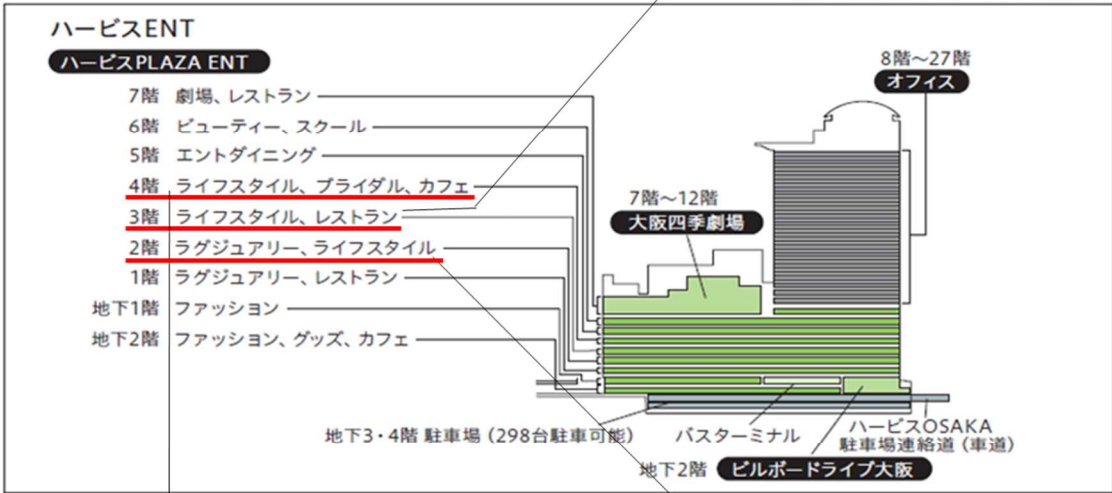 ハービスENT
ハービスPLAZA ENT
7階 劇場、レストラン
6階 ビューティー、スクール
5階 エントダイニング
4階 ライフスタイル、ブライダル、カフェ
3階 ライフスタイル、レストラン
2階 ラグジュアリー、ライフスタイル
1階 ラグジュアリー、レストラン
地下1階 ファッション
地下2階 ファッション、グッズ、カフェ
8階〜27階
オフィス
7階〜12階
大阪四季劇場
地下3・4階 駐車場（298台駐車可能）
バスターミナル
ハービスOSAKA
駐車場連絡道（車道）
地下2階 ビルボードライブ大阪